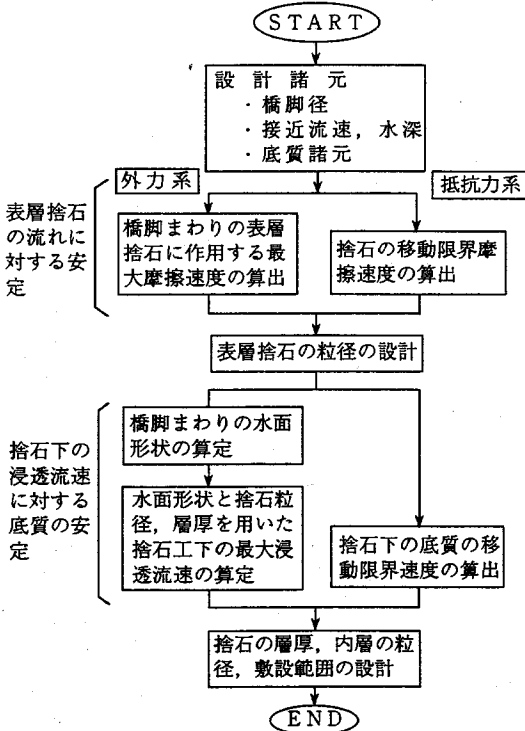 START
設計諸元
・橋脚径
・接近流速，水深
・底質諸元
外力系
抵抗力系
表層捨石
の流れに
対する安
定
橋脚まわりの表層
捨石に作用する最
大摩擦速度の算出
捨石の移動限界摩
擦速度の算出
表層捨石の粒径の設計
捨石下の
浸透流速
に対する
底質の安
定
橋脚まわりの水面
形状の算定
水面形状と捨石粒
径，層厚を用いた
捨石工下の最大浸
透流速の算定
捨石下の底質の移
動限界速度の算出
捨石の層厚，内層の粒
径，敷設範囲の設計
END